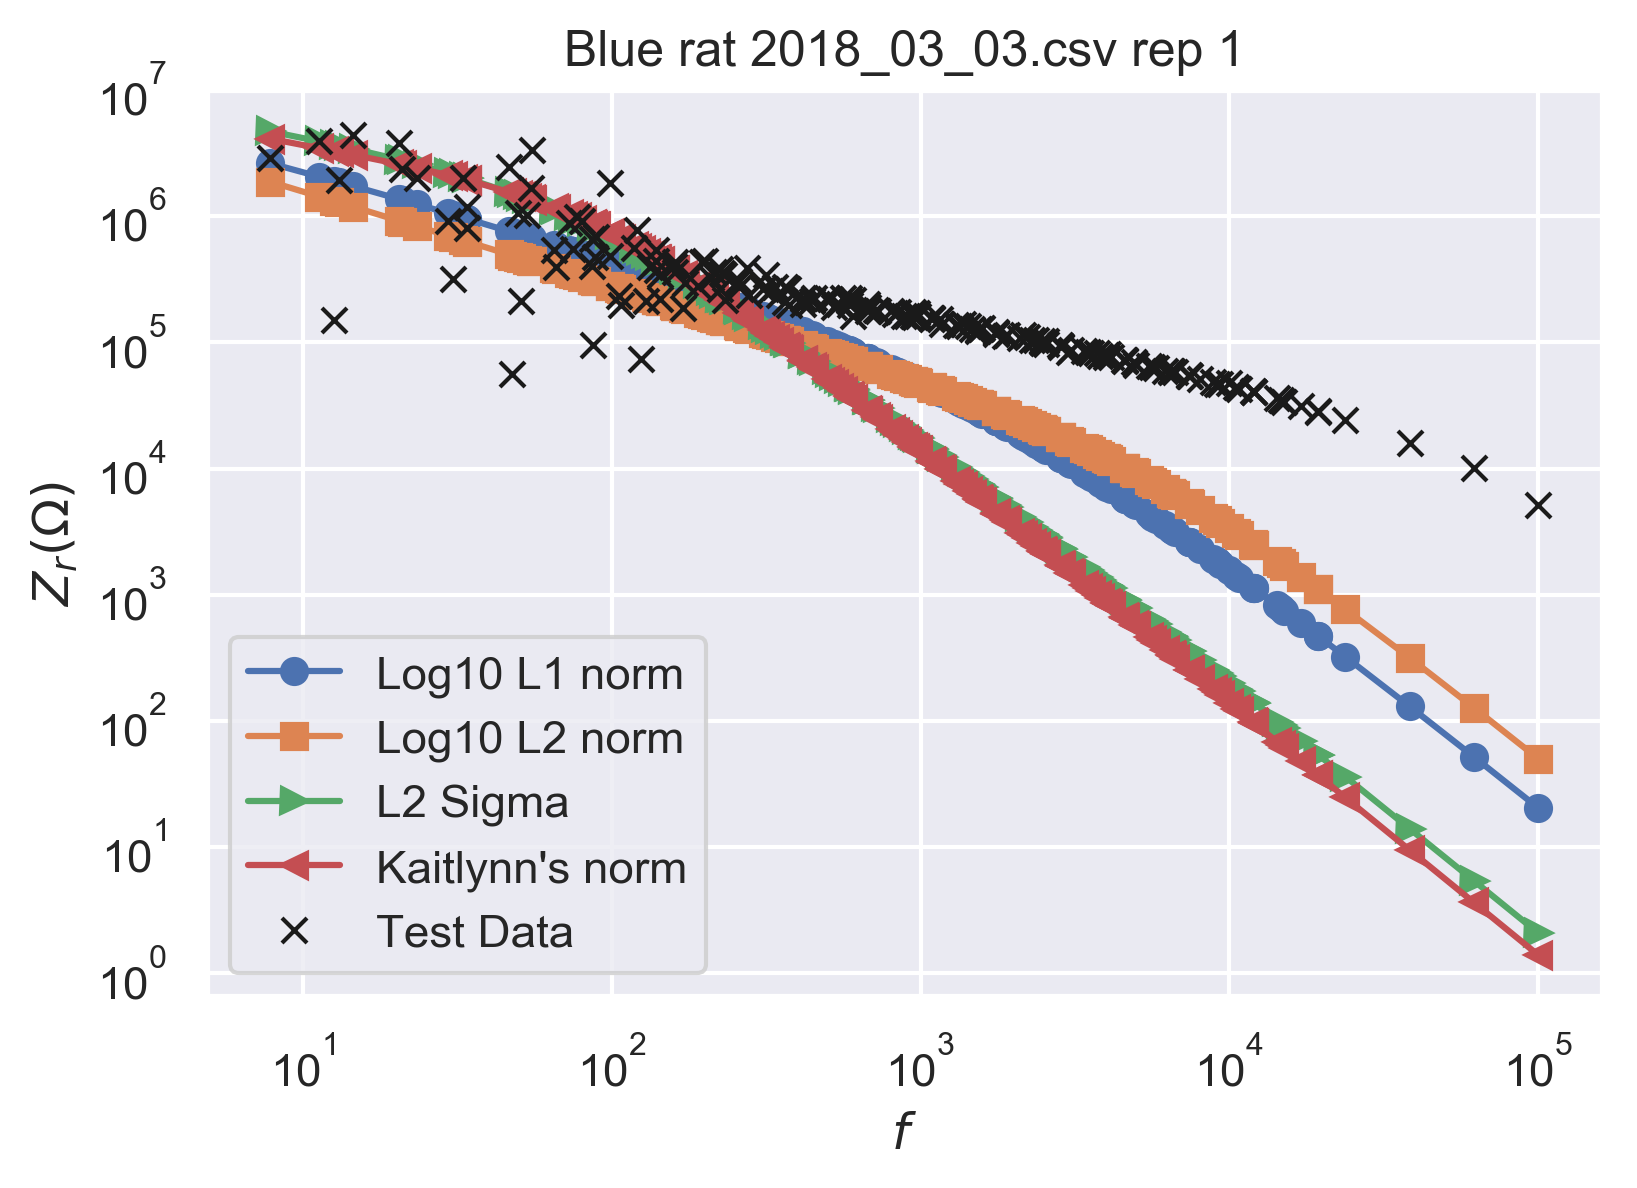 Blue rat 2018_03_03.csv rep 1
10^7
10^6
10^5
10^4
10^3
10^2
10^1
10^0
Z_r(Ω)
Log10 L1 norm
Log10 L2 norm
L2 Sigma
Kaitlynn's norm
Test Data
10^1 10^2 10^3 10^4 10^5
f